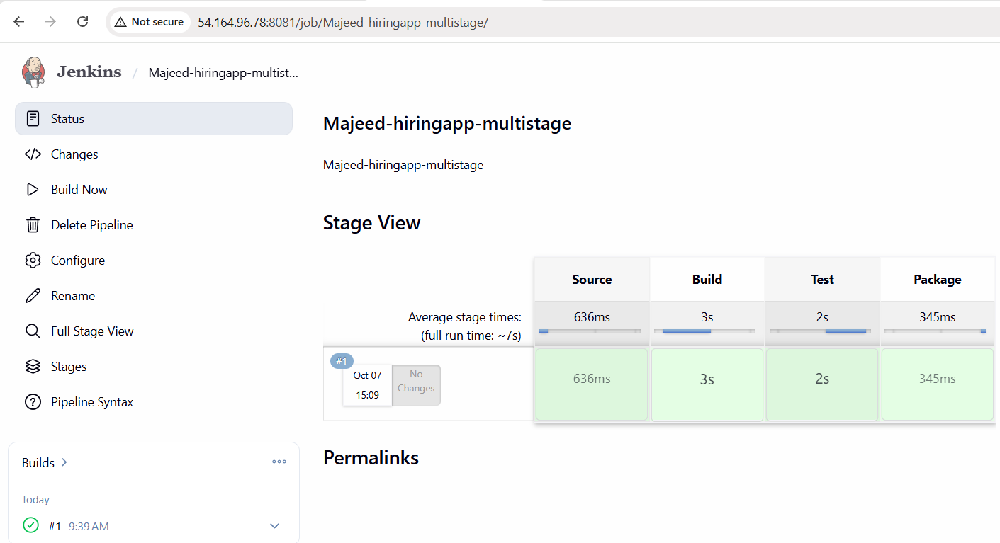 Not secure 54.164.96.78:8081/job/Majeed-hiringapp-multistage/
Jenkins / Majeed-hiringapp-multist...
Status
Changes
Build Now
Delete Pipeline
Configure
Rename
Full Stage View
Stages
Pipeline Syntax
Builds
Today
#1 9:39 AM
Majeed-hiringapp-multistage
Majeed-hiringapp-multistage
Stage View
Source Build Test Package
Average stage times: 636ms 3s 2s 345ms
(full run time: ~7s)
#1
Oct 07 No
15:09 Changes
636ms 3s 2s 345ms
Permalinks